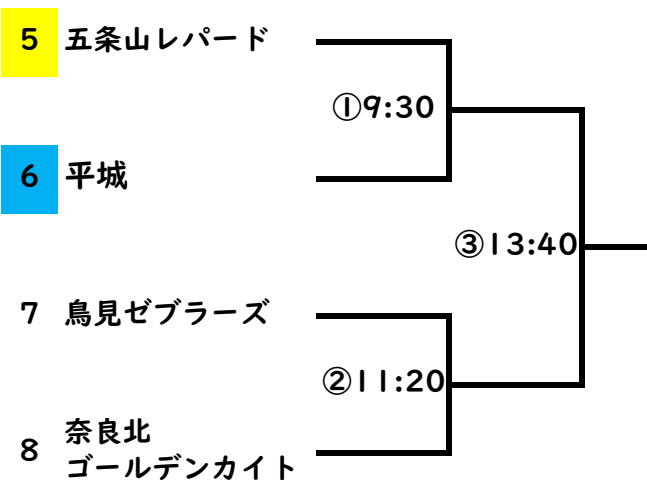 5 五条山レパード
①9:30
6 平城
③13:40
7 鳥見ゼブラーズ
②11:20
8 奈良北
ゴールデンカイト